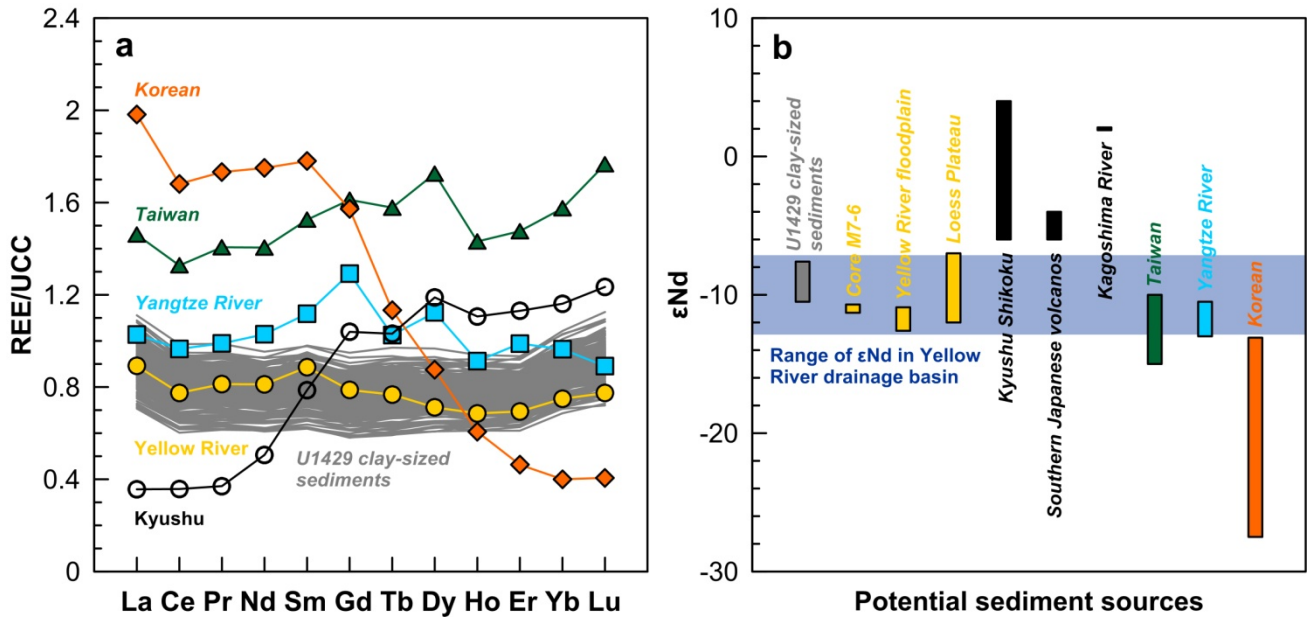 a
REE/UCC
2.4
2
1.6
1.2
0.8
0.4
0
Korean
Taiwan
Yangtze River
Yellow River
Kyushu
U1429 clay-sized
sediments
La Ce Pr Nd Sm Gd Tb Dy Ho Er Yb Lu
b
εNd
10
0
-10
-20
-30
U1429 clay-sized
sediments
Core M7-6
Yellow River floodplain
Loess Plateau
Kyushu Shikoku
Southern Japanese volcanos
Kagoshima River
Taiwan
Yangtze River
Korean
Range of εNd in Yellow
River drainage basin
Potential sediment sources